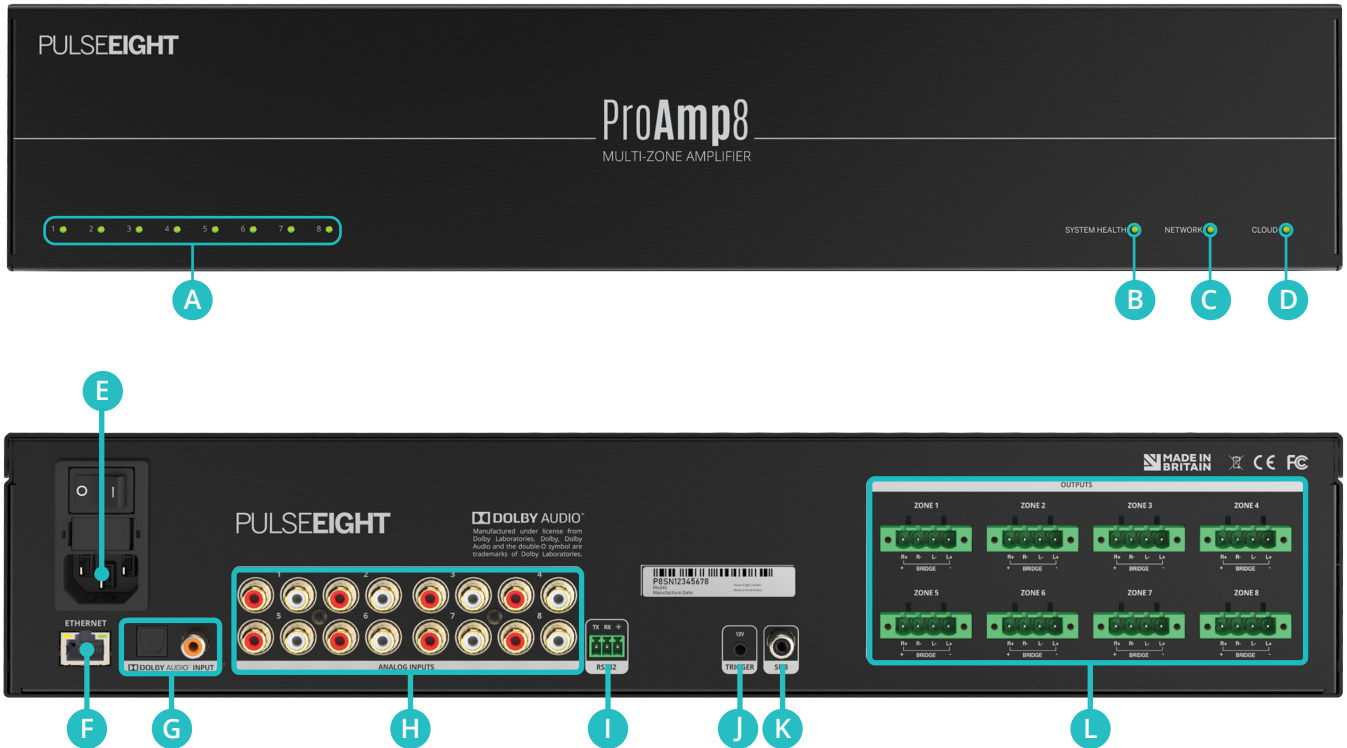 PULSEEIGHT
ProAmp8
MULTI-ZONE AMPLIFIER
1 2 3 4 5 6 7 8
SYSTEM HEALTH NETWORK CLOUD
A
B C D
E
MADE IN
BRITAIN CE FC
OUTPUTS
ZONE 1 ZONE 2 ZONE 3 ZONE 4
R+ R- L- L+ R+ R- L- L+ R+ R- L- L+ R+ R- L- L+
+ BRIDGE - + BRIDGE - + BRIDGE - + BRIDGE -
ZONE 5 ZONE 6 ZONE 7 ZONE 8
R+ R- L- L+ R+ R- L- L+ R+ R- L- L+ R+ R- L- L+
+ BRIDGE - + BRIDGE - + BRIDGE - + BRIDGE -
O I
PULSEEIGHT
DOLBY AUDIO™
Manufactured under license from
Dolby Laboratories. Dolby, Dolby
Audio and the double-D symbol are
trademarks of Dolby Laboratories.
P8SN12345678
Model:
Manufacture Date:
1 2 3 4
5 6 7 8
ANALOG INPUTS
ETHERNET
DOLBY AUDIO™ INPUT
TX RX
RS232
12V
TRIGGER
F G H I J K L